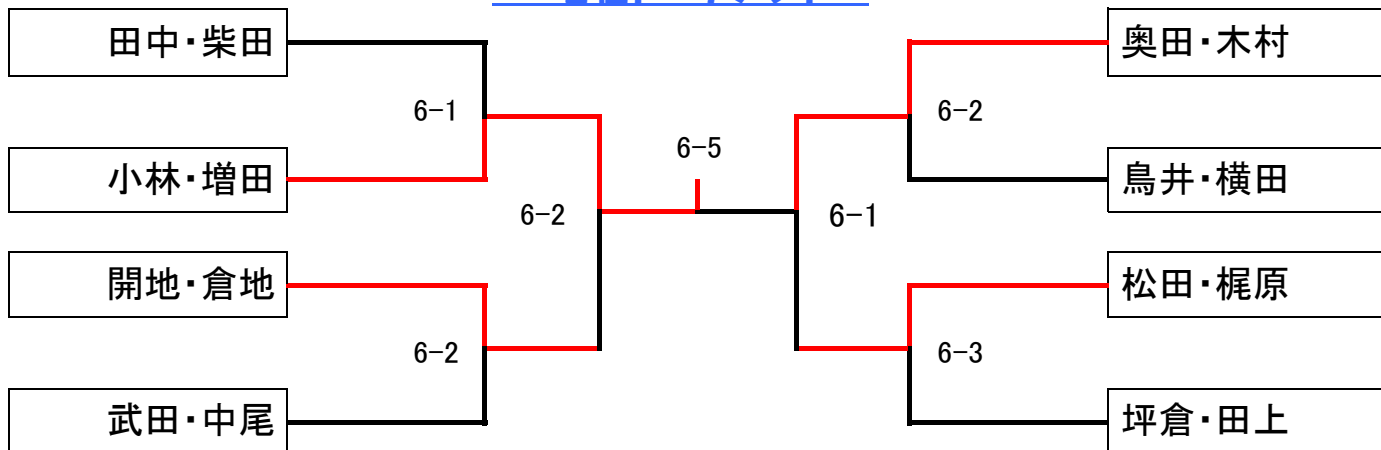 田中・柴田
6-1
小林・増田
6-2
開地・倉地
6-2
武田・中尾
6-5
奥田・木村
6-2
鳥井・横田
6-1
松田・梶原
6-3
坪倉・田上